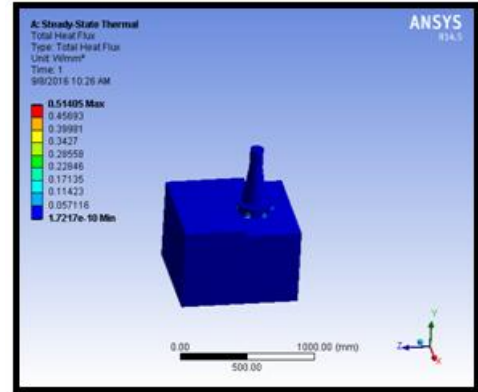 A: Steady-State Thermal
Total Heat Flux
Type: Total Heat Flux
Unit: W/mm²
Time: 1
9/8/2016 10:26 AM
0.51405 Max
0.45693
0.39981
0.3427
0.28558
0.22846
0.17135
0.11423
0.057116
1.7217e-10 Min
ANSYS
R14.5
0.00
1000.00 (mm)
500.00
Y
Z
X